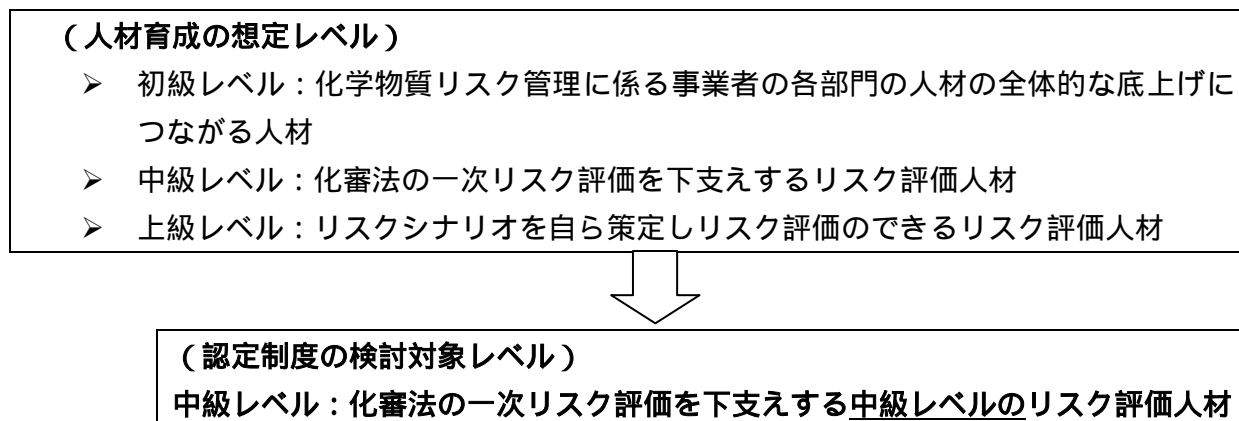 （人材育成の想定レベル）
➢ 初級レベル：化学物質リスク管理に係る事業者の各部門の人材の全体的な底上げに
つながる人材
➢ 中級レベル：化審法の一次リスク評価を下支えするリスク評価人材
➢ 上級レベル：リスクシナリオを自ら策定しリスク評価のできるリスク評価人材
（認定制度の検討対象レベル）
中級レベル：化審法の一次リスク評価を下支えする中級レベルのリスク評価人材